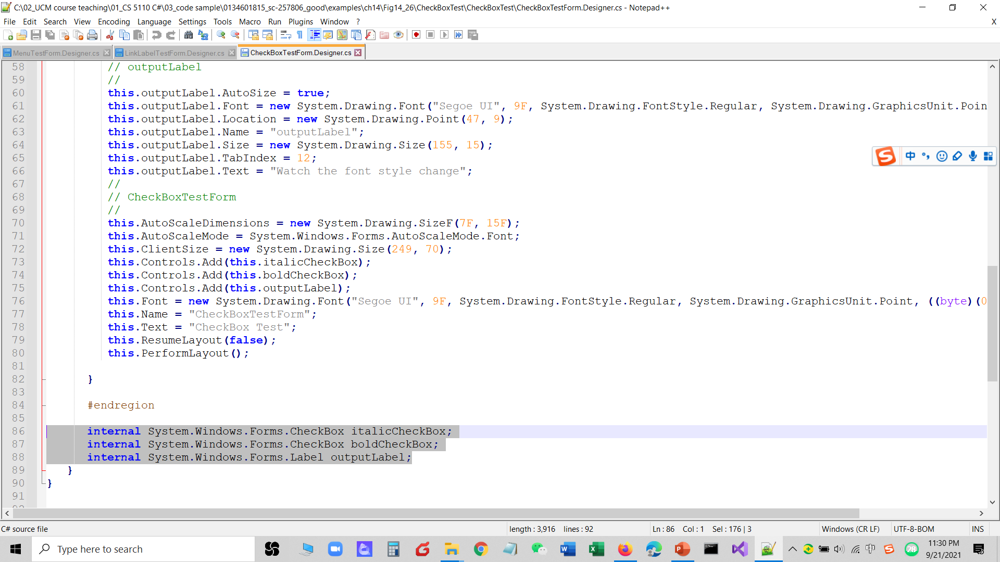 C:\02_UCM course teaching\01_CS 5110 C#\03_code sample\0134601815_sc-257806_good\examples\ch14\Fig14_26\CheckBoxTest\CheckBoxTest\CheckBoxTestForm.Designer.cs - Notepad++
File Edit Search View Encoding Language Settings Tools Macro Run Plugins Window ? X
MenuTestForm.Designer.cs LinkLabelTestForm.Designer.cs CheckBoxTestForm.Designer.cs
58 // outputLabel
59 //
60 this.outputLabel.AutoSize = true;
61 this.outputLabel.Font = new System.Drawing.Font("Segoe UI", 9F, System.Drawing.FontStyle.Regular, System.Drawing.GraphicsUnit.Poin
62 this.outputLabel.Location = new System.Drawing.Point(47, 9);
63 this.outputLabel.Name = "outputLabel";
64 this.outputLabel.Size = new System.Drawing.Size(155, 15);
65 this.outputLabel.TabIndex = 12;
66 this.outputLabel.Text = "Watch the font style change";
67 //
68 // CheckBoxTestForm
69 //
70 this.AutoScaleDimensions = new System.Drawing.SizeF(7F, 15F);
71 this.AutoScaleMode = System.Windows.Forms.AutoScaleMode.Font;
72 this.ClientSize = new System.Drawing.Size(249, 70);
73 this.Controls.Add(this.italicCheckBox);
74 this.Controls.Add(this.boldCheckBox);
75 this.Controls.Add(this.outputLabel);
76 this.Font = new System.Drawing.Font("Segoe UI", 9F, System.Drawing.FontStyle.Regular, System.Drawing.GraphicsUnit.Point, ((byte)(0
77 this.Name = "CheckBoxTestForm";
78 this.Text = "CheckBox Test";
79 this.ResumeLayout(false);
80 this.PerformLayout();
81
82 }
83
84 #endregion
85
86 internal System.Windows.Forms.CheckBox italicCheckBox;
87 internal System.Windows.Forms.CheckBox boldCheckBox;
88 internal System.Windows.Forms.Label outputLabel;
89 }
90 }
91
中
C# source file length : 3,916 lines : 92 Ln : 86 Col : 1 Sel : 176 | 3 Windows (CR LF) UTF-8-BOM INS
Type here to search 中 28 11:30 PM
9/21/2021